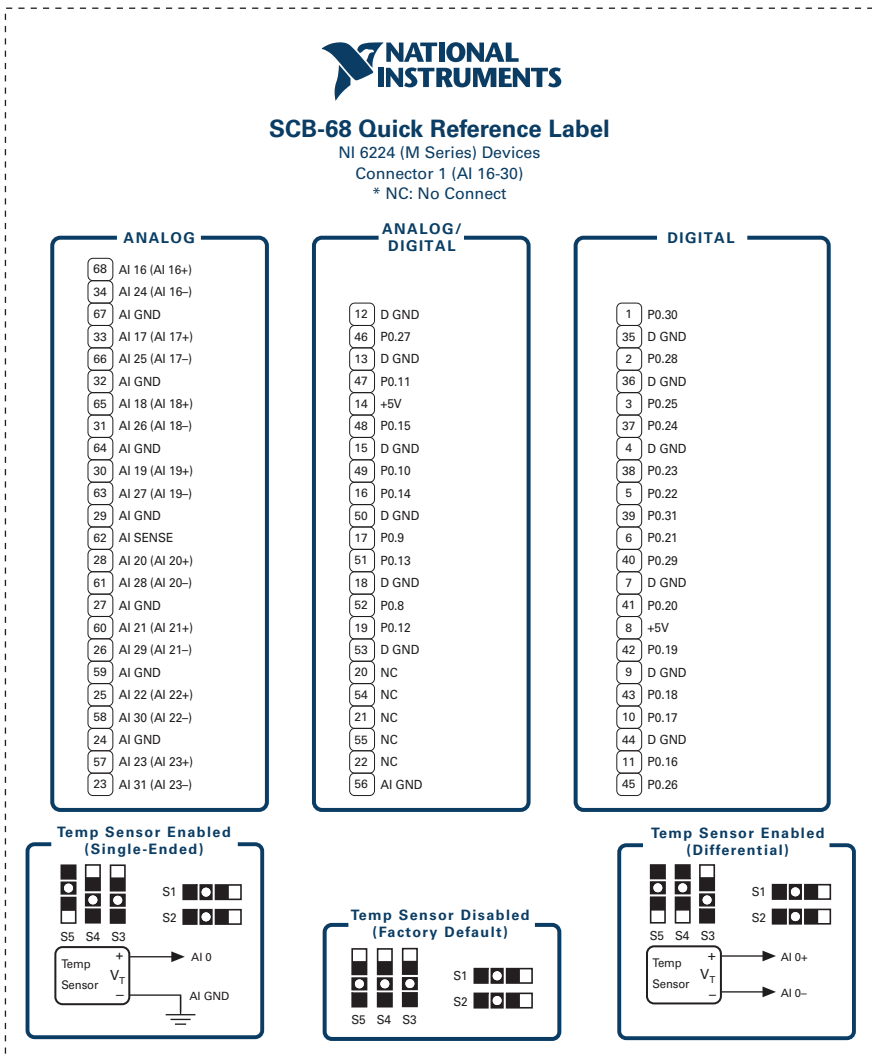 NATIONAL
INSTRUMENTS
SCB-68 Quick Reference Label
NI 6224 (M Series) Devices
Connector 1 (AI 16-30)
* NC: No Connect
ANALOG
68 AI 16 (AI 16+)
34 AI 24 (AI 16–)
67 AI GND
33 AI 17 (AI 17+)
66 AI 25 (AI 17–)
32 AI GND
65 AI 18 (AI 18+)
31 AI 26 (AI 18–)
64 AI GND
30 AI 19 (AI 19+)
63 AI 27 (AI 19–)
29 AI GND
62 AI SENSE
28 AI 20 (AI 20+)
61 AI 28 (AI 20–)
27 AI GND
60 AI 21 (AI 21+)
26 AI 29 (AI 21–)
59 AI GND
25 AI 22 (AI 22+)
58 AI 30 (AI 22–)
24 AI GND
57 AI 23 (AI 23+)
23 AI 31 (AI 23–)
ANALOG/
DIGITAL
12 D GND
46 P0.27
13 D GND
47 P0.11
14 +5V
48 P0.15
15 D GND
49 P0.10
16 P0.14
50 D GND
17 P0.9
51 P0.13
18 D GND
52 P0.8
19 P0.12
53 D GND
20 NC
54 NC
21 NC
55 NC
22 NC
56 AI GND
DIGITAL
1 P0.30
35 D GND
2 P0.28
36 D GND
3 P0.25
37 P0.24
4 D GND
38 P0.23
5 P0.22
39 P0.31
6 P0.21
40 P0.29
7 D GND
41 P0.20
8 +5V
42 P0.19
9 D GND
43 P0.18
10 P0.17
44 D GND
11 P0.16
45 P0.26
Temp Sensor Enabled
(Single-Ended)
S1
S2
S5 S4 S3
Temp
Sensor
+
VT
–
AI 0
AI GND
Temp Sensor Disabled
(Factory Default)
S1
S2
S5 S4 S3
Temp Sensor Enabled
(Differential)
S1
S2
S5 S4 S3
Temp
Sensor
+
VT
–
AI 0+
AI 0–